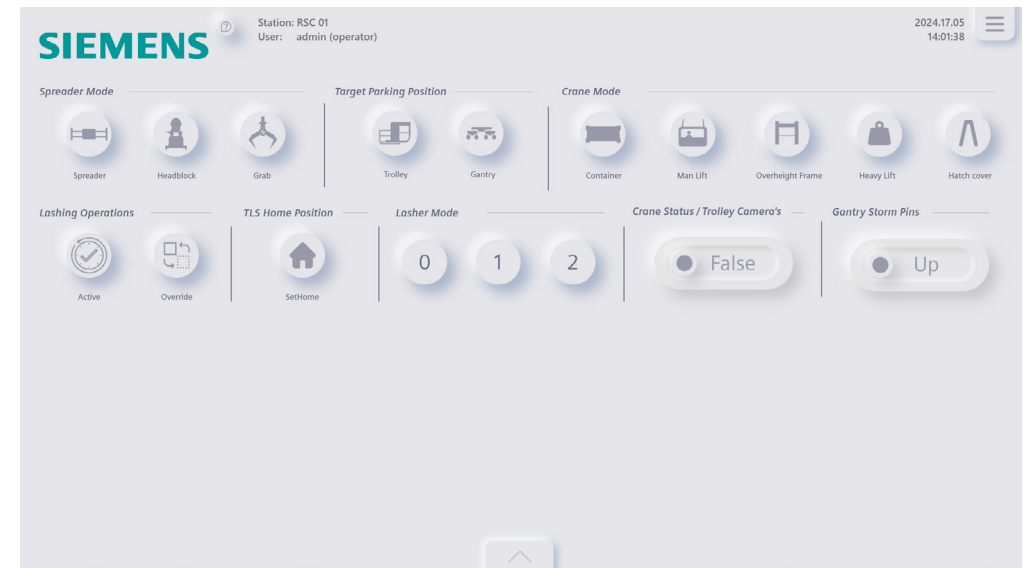 SIEMENS
?
Station: RSC 01
User: admin (operator)
2024.17.05
14:01:38
Spreader Mode
Target Parking Position
Crane Mode
Spreader
Headblock
Grab
Trolley
Gantry
Container
Man Lift
Overheight Frame
Heavy Lift
Hatch cover
Lashing Operations
TLS Home Position
Lasher Mode
Crane Status / Trolley Camera's
Gantry Storm Pins
0
1
2
False
Up
Active
Override
SetHome